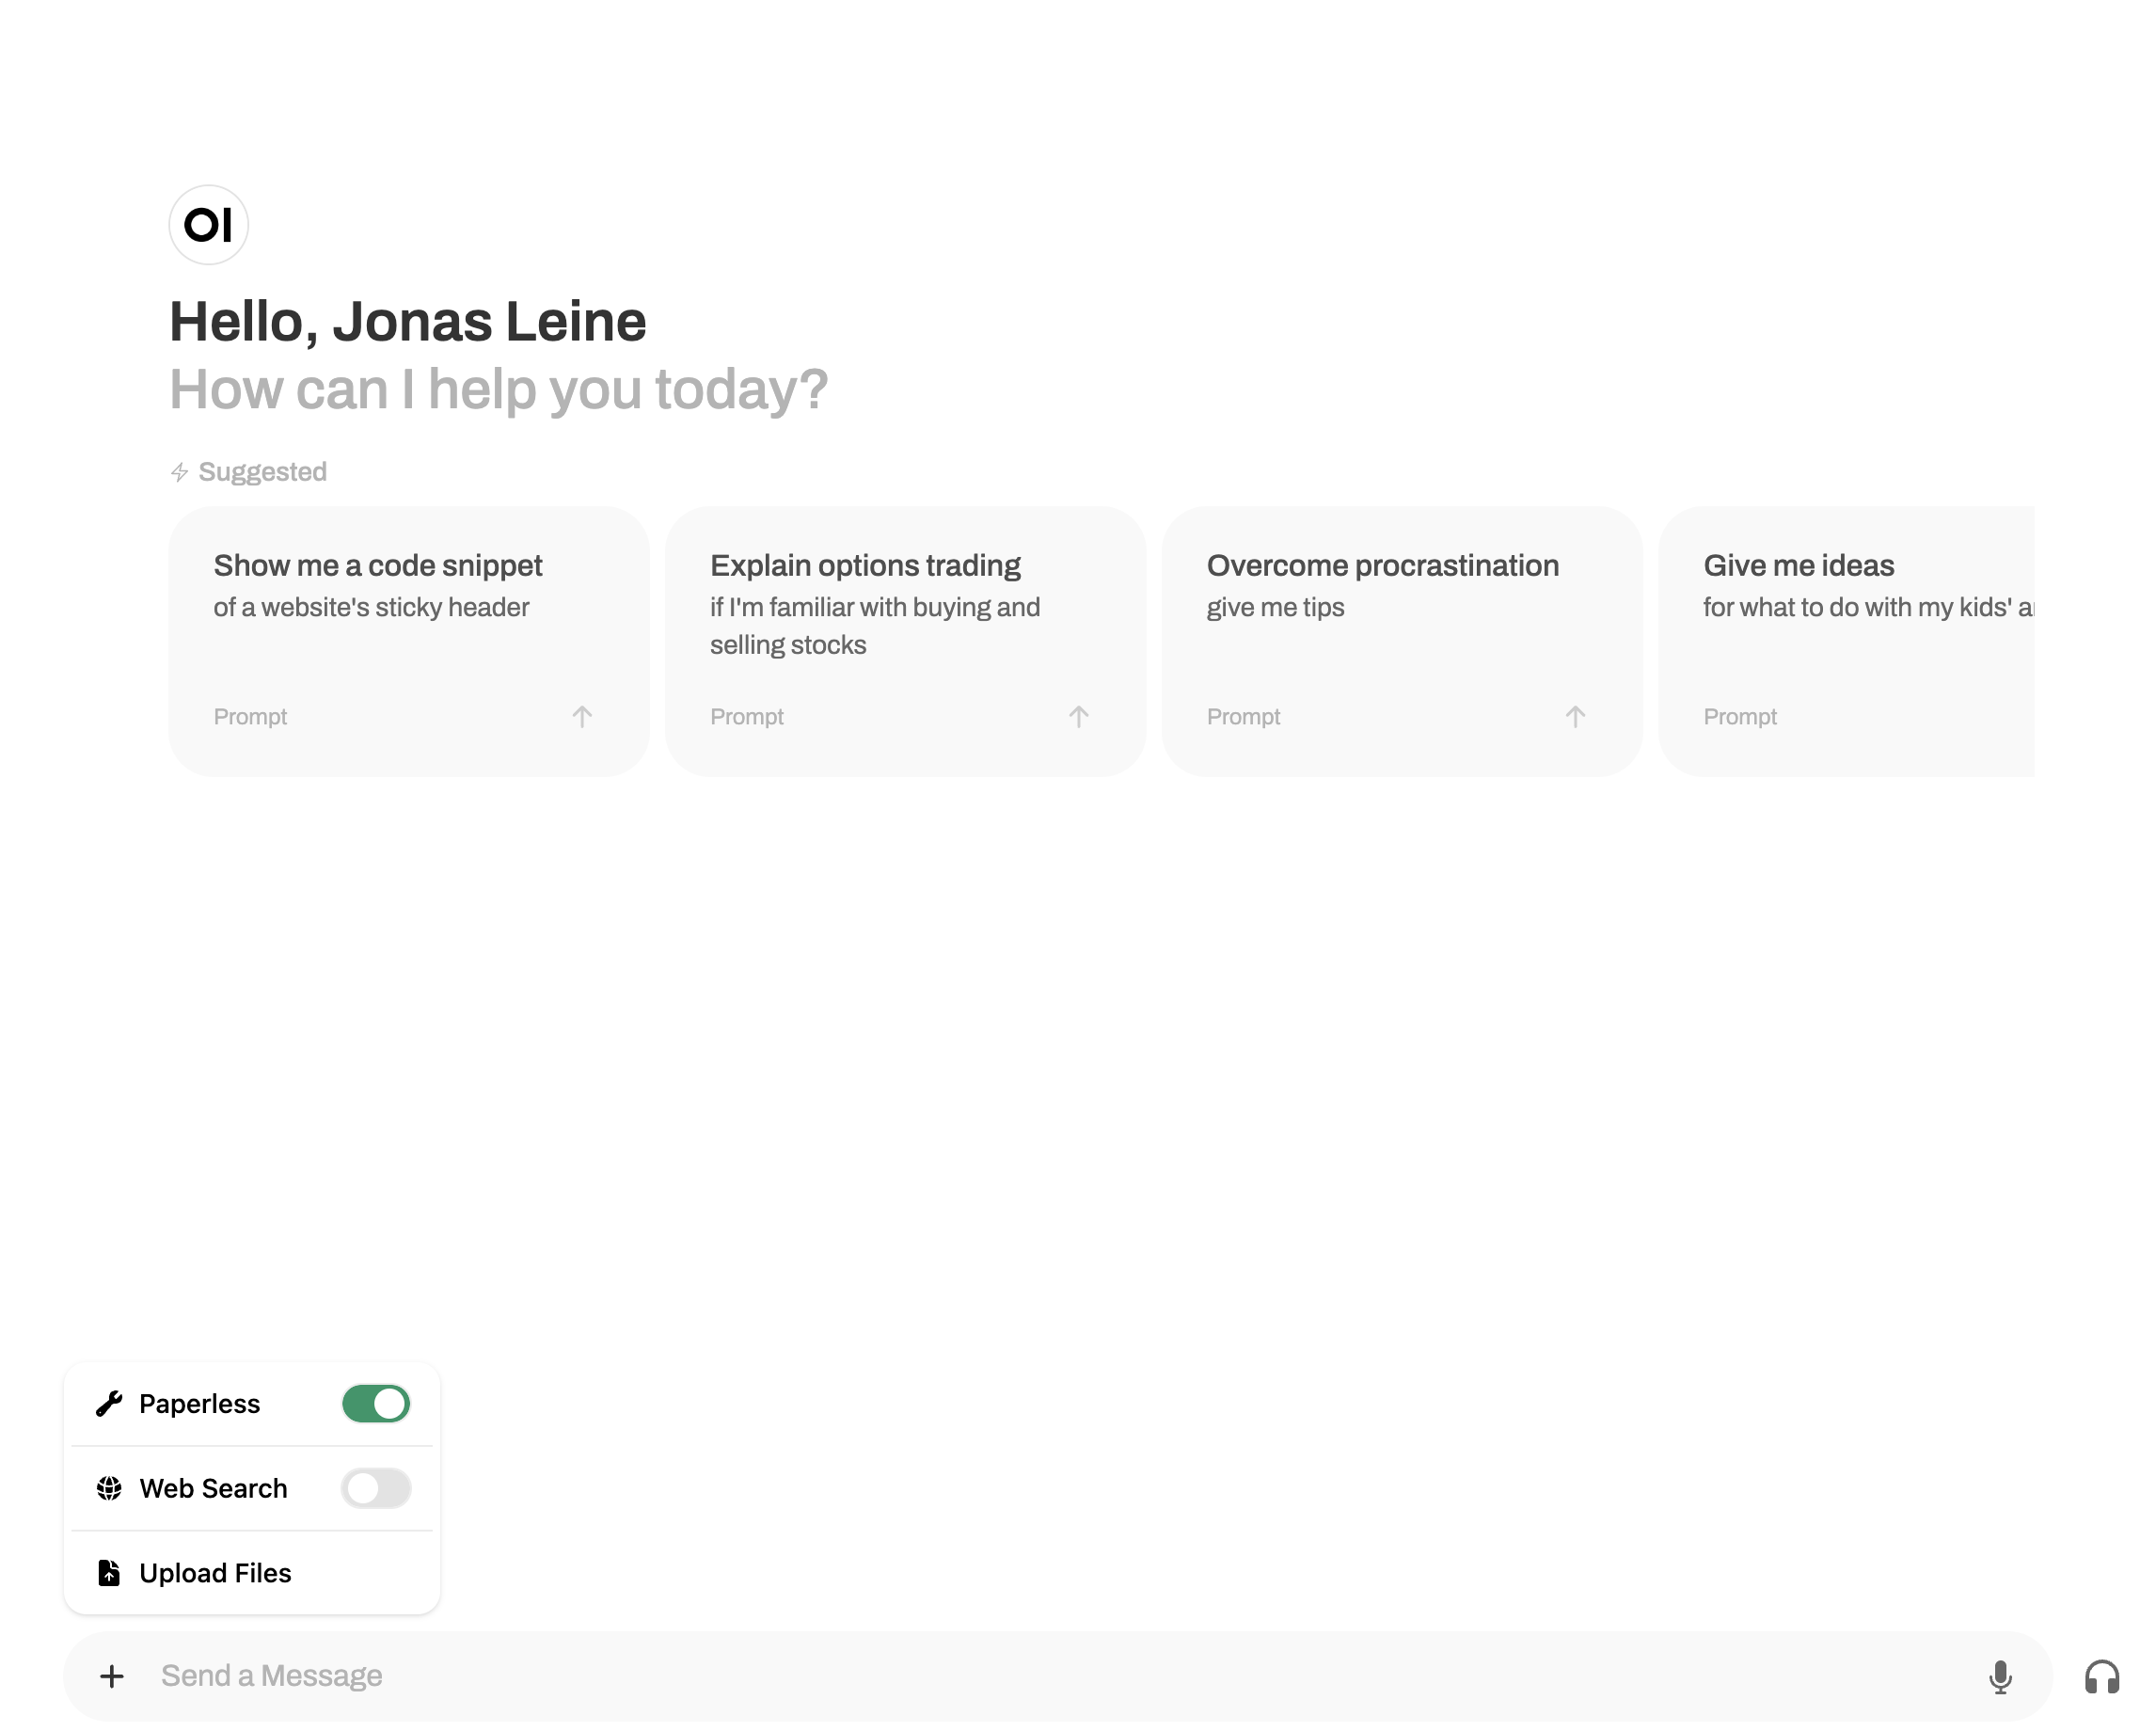 OI
Hello, Jonas Leine
How can I help you today?
Suggested
Show me a code snippet
of a website's sticky header
Prompt
Explain options trading
if I'm familiar with buying and
selling stocks
Prompt
Overcome procrastination
give me tips
Prompt
Give me ideas
for what to do with my kids'
Prompt
Paperless
Web Search
Upload Files
Send a Message